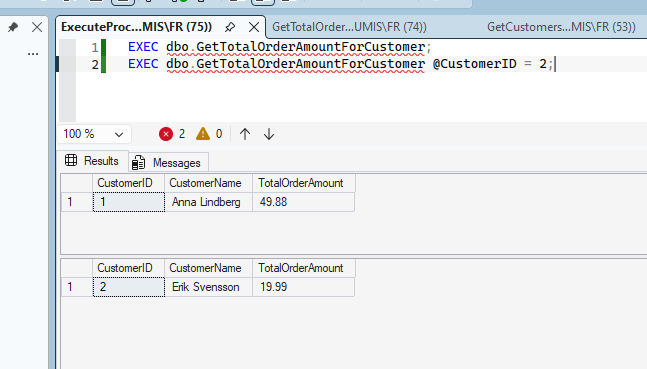 ExecuteProc...MIS\FR (75))
GetTotalOrder...UMIS\FR (74))
GetCustomers...MIS\FR (53))
...
1 EXEC dbo.GetTotalOrderAmountForCustomer;
2 EXEC dbo.GetTotalOrderAmountForCustomer @CustomerID = 2;
100 %
2
0
Results
Messages
CustomerID CustomerName TotalOrderAmount
1 1 Anna Lindberg 49.88
CustomerID CustomerName TotalOrderAmount
1 2 Erik Svensson 19.99